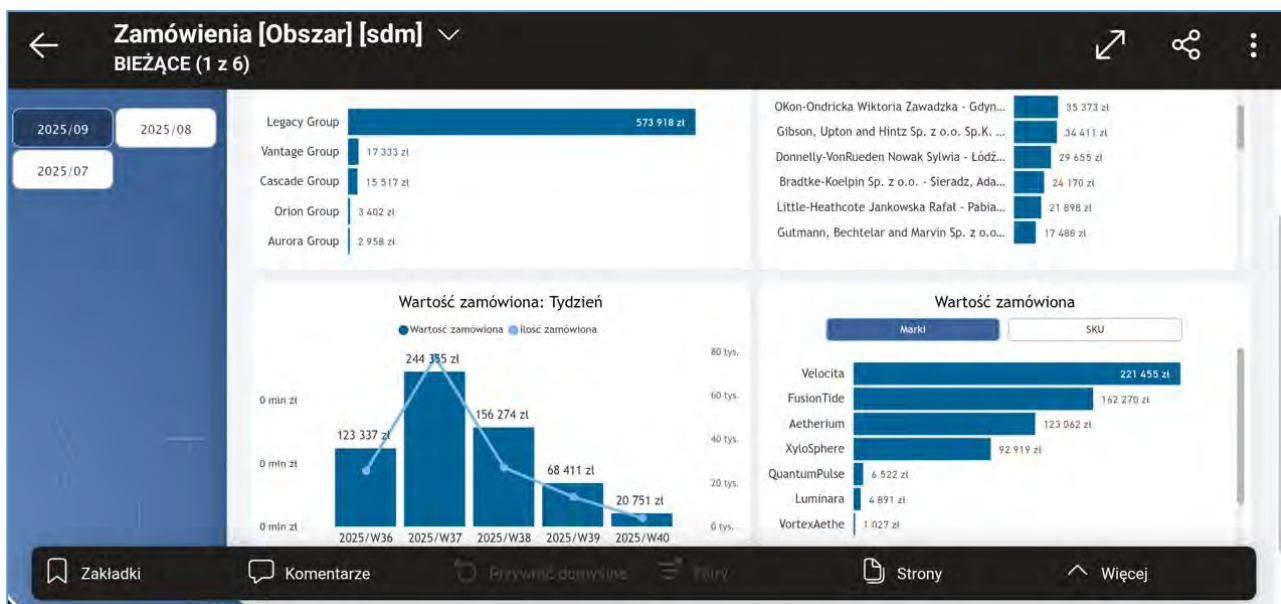 Zamówienia [Obszar] [sdm]
BIEŻĄCE (1 z 6)
2025/09
2025/08
2025/07
Legacy Group 573 918 zł
Vantage Group 17 333 zł
Cascade Group 15 517 zł
Orion Group 3 402 zł
Aurora Group 2 958 zł
OKon-Ondricka Wiktoria Zawadzka - Gdyn... 35 373 zł
Gibson, Upton and Hintz Sp. z o.o. Sp.K. ... 34 411 zł
Donnelly-VonRueden Nowak Sylwia - Łódź... 29 655 zł
Bradtke-Koelpin Sp. z o.o. - Sieradz, Ada... 24 170 zł
Little-Heathcote Jankowska Rafał - Pabia... 21 898 zł
Gutmann, Bechtelar and Marvin Sp. z o.o... 17 488 zł
Wartość zamówiona: Tydzień
Wartość zamówiona Ilość zamówiona
0 mln zł
0 mln zł
0 mln zł
123 337 zł
244 355 zł
156 274 zł
68 411 zł
20 751 zł
80 tys.
60 tys.
40 tys.
20 tys.
0 tys.
2025/W36 2025/W37 2025/W38 2025/W39 2025/W40
Wartość zamówiona
Marki SKU
Velocita 221 455 zł
FusionTide 162 270 zł
Aetherium 123 062 zł
XyloSphere 92 919 zł
QuantumPulse 6 522 zł
Luminara 4 891 zł
VortexAethe 1 027 zł
Zakładki
Komentarze
Przywróć domyślne
Filtry
Strony
Więcej